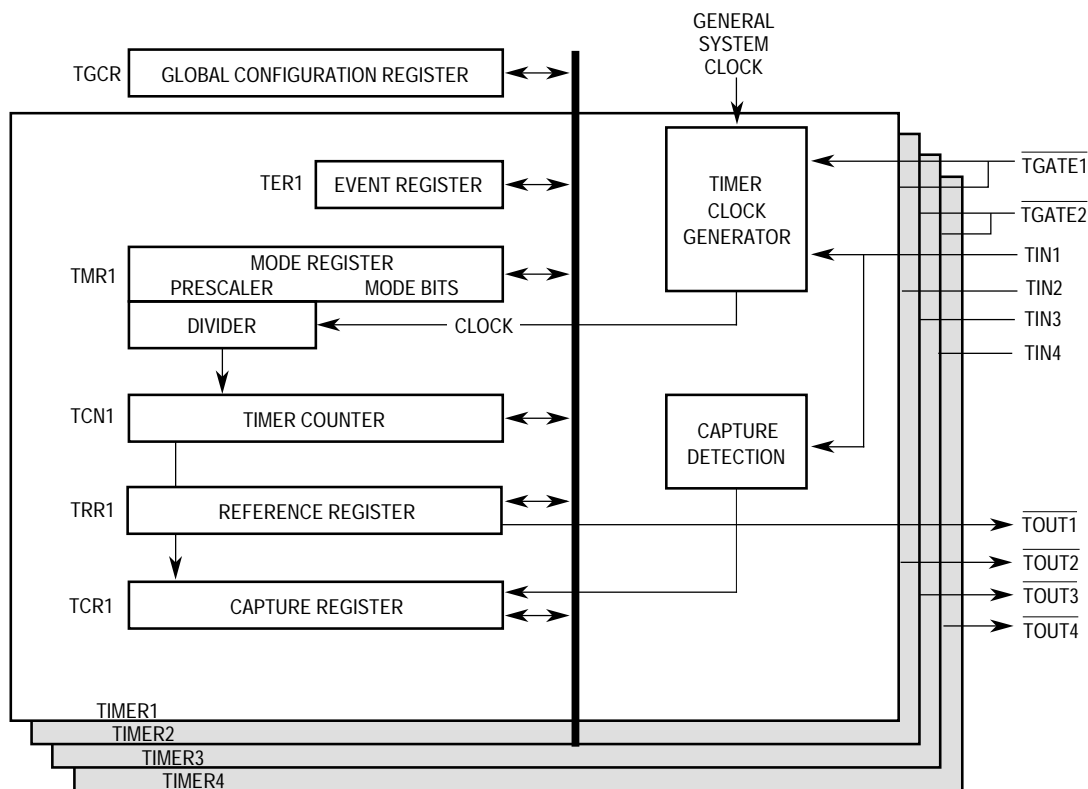 GENERAL
SYSTEM
CLOCK
TGCR
GLOBAL CONFIGURATION REGISTER
TER1
EVENT REGISTER
TIMER
CLOCK
GENERATOR
TGATE1
TGATE2
TMR1
MODE REGISTER
PRESCALER MODE BITS
DIVIDER
CLOCK
TIN1
TIN2
TIN3
TIN4
TCN1
TIMER COUNTER
CAPTURE
DETECTION
TRR1
REFERENCE REGISTER
TOUT1
TOUT2
TOUT3
TOUT4
TCR1
CAPTURE REGISTER
TIMER1
TIMER2
TIMER3
TIMER4